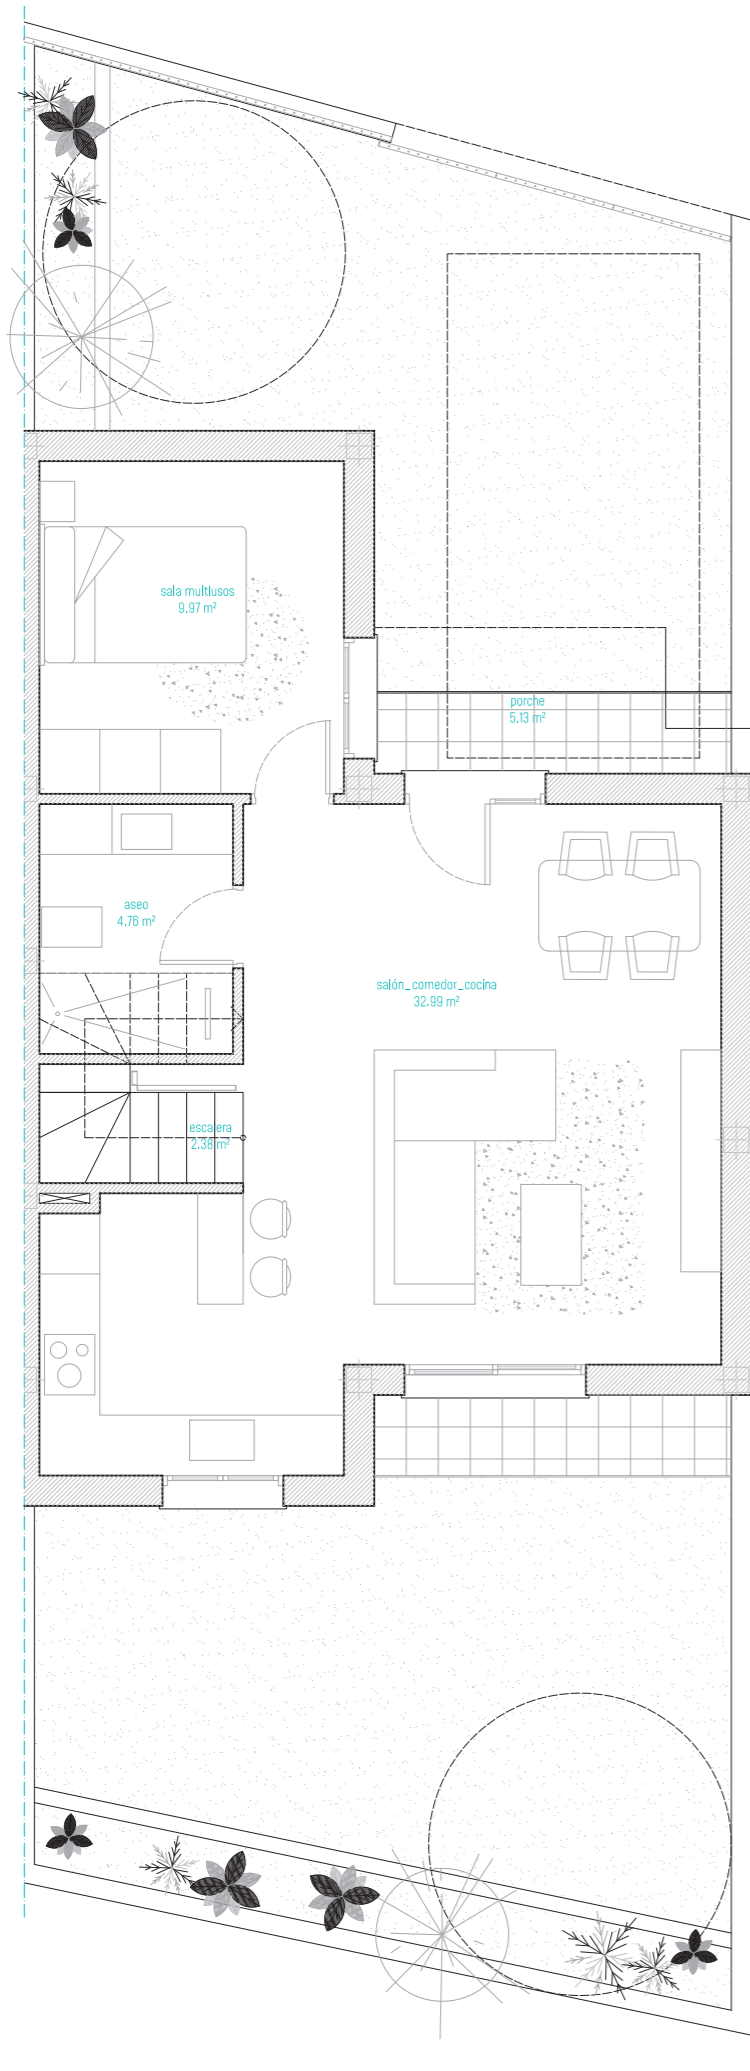 sala multiusos
9.97 m²
porche
5.13 m²
aseo
4.76 m²
salón_comedor_cocina
32.99 m²
escalera
2.38 m²